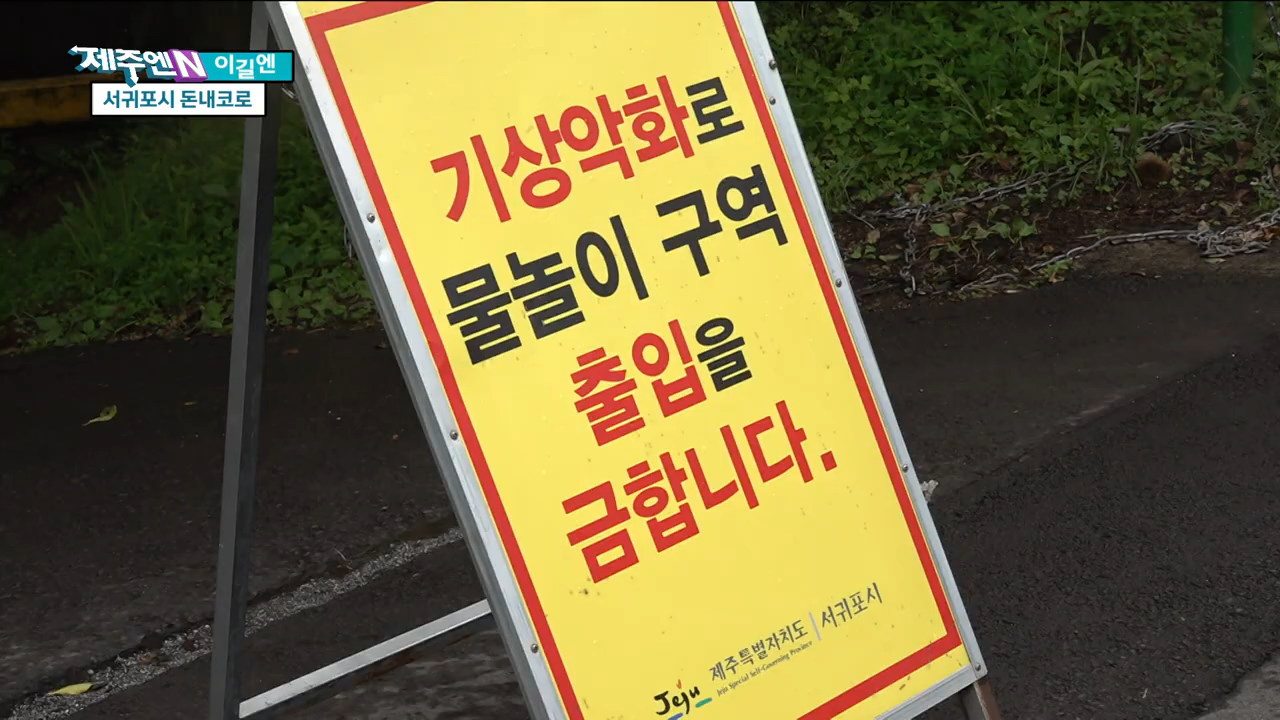 제주엔N 이길엔
서귀포시 돈내코로
기상악화로
물놀이 구역
출입을
금합니다.
Jeju 제주특별자치도 | 서귀포시
Jeju Special Self-Governing Province